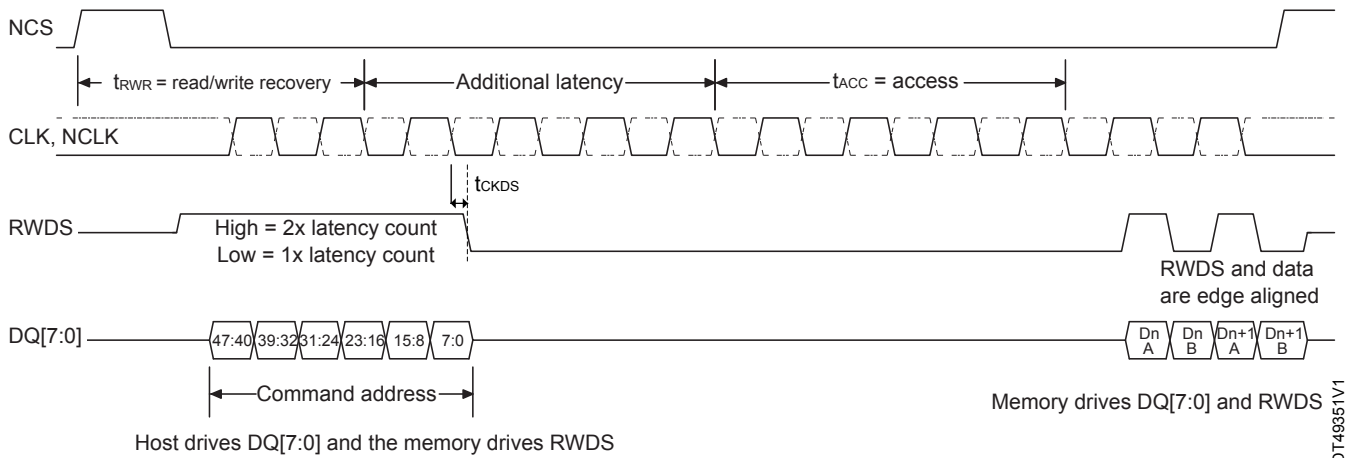 NCS
tRWR = read/write recovery
Additional latency
tACC = access
CLK, NCLK
tCKDS
RWDS
High = 2x latency count
Low = 1x latency count
RWDS and data
are edge aligned
DQ[7:0]
47:40 39:32 31:24 23:16 15:8 7:0
Dn A Dn B Dn+1 A Dn+1 B
Command address
Memory drives DQ[7:0] and RWDS
Host drives DQ[7:0] and the memory drives RWDS
DT49351V1